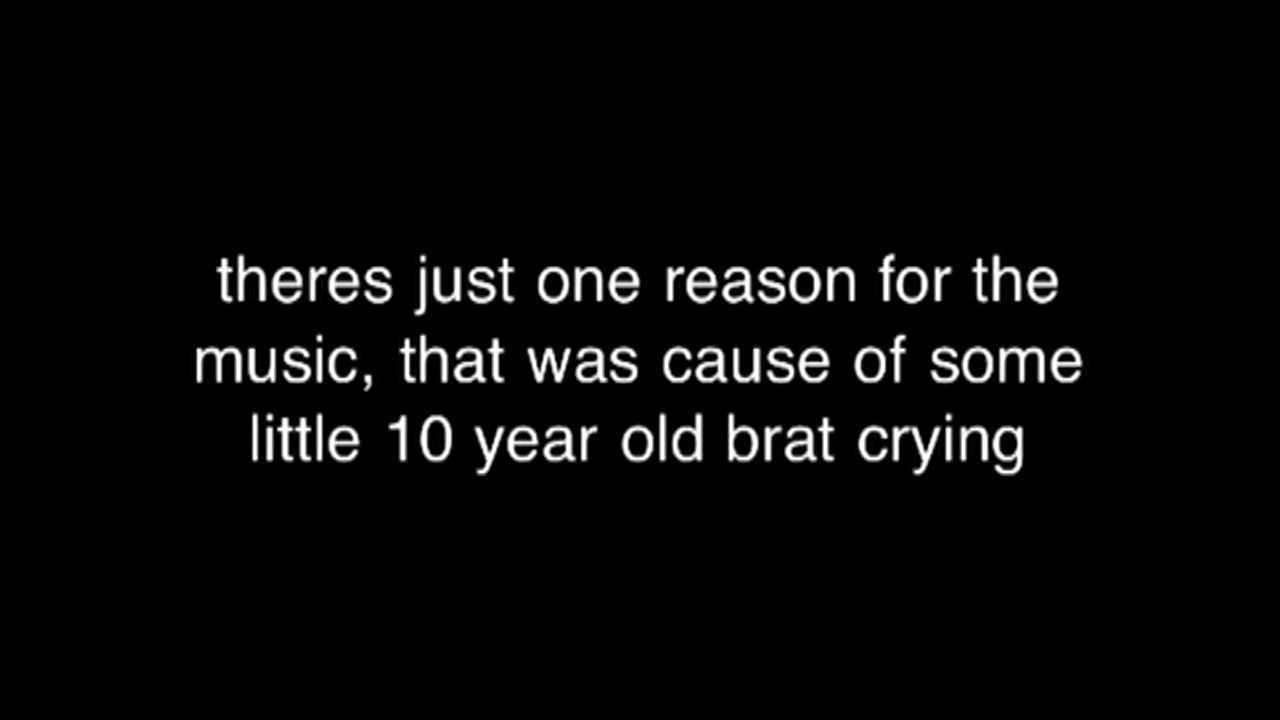 theres just one reason for the
music, that was cause of some
little 10 year old brat crying